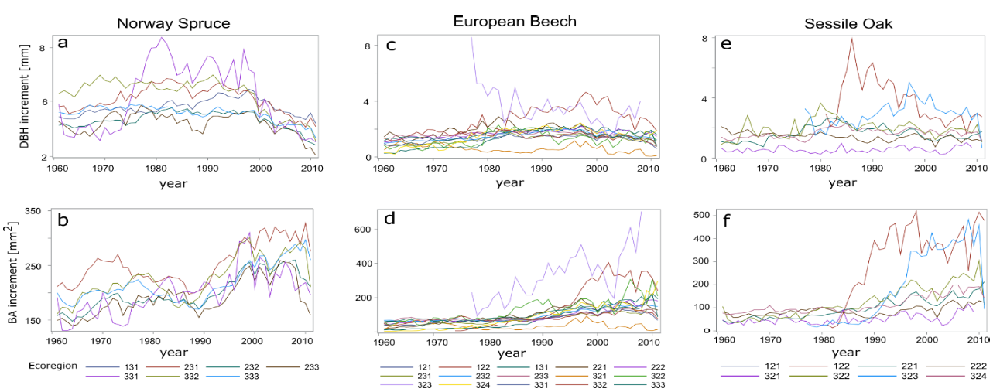 Norway Spruce European Beech Sessile Oak
a c e
DBH increment [mm]
8 8 8
6 4 4
2 0 0
1960 1970 1980 1990 2000 2010 1960 1970 1980 1990 2000 2010 1960 1970 1980 1990 2000 2010
year year year
b d f
BA increment [mm2]
350 600 500
400 400
250 300
200 200
150 100
0
1960 1970 1980 1990 2000 2010 1960 1970 1980 1990 2000 2010 1960 1970 1980 1990 2000 2010
year year year
Ecoregion 131 231 232 233
331 332 333
121 122 131 221 222
231 232 233 321 322
323 324 331 332 333
121 122 221 222
321 322 323 324